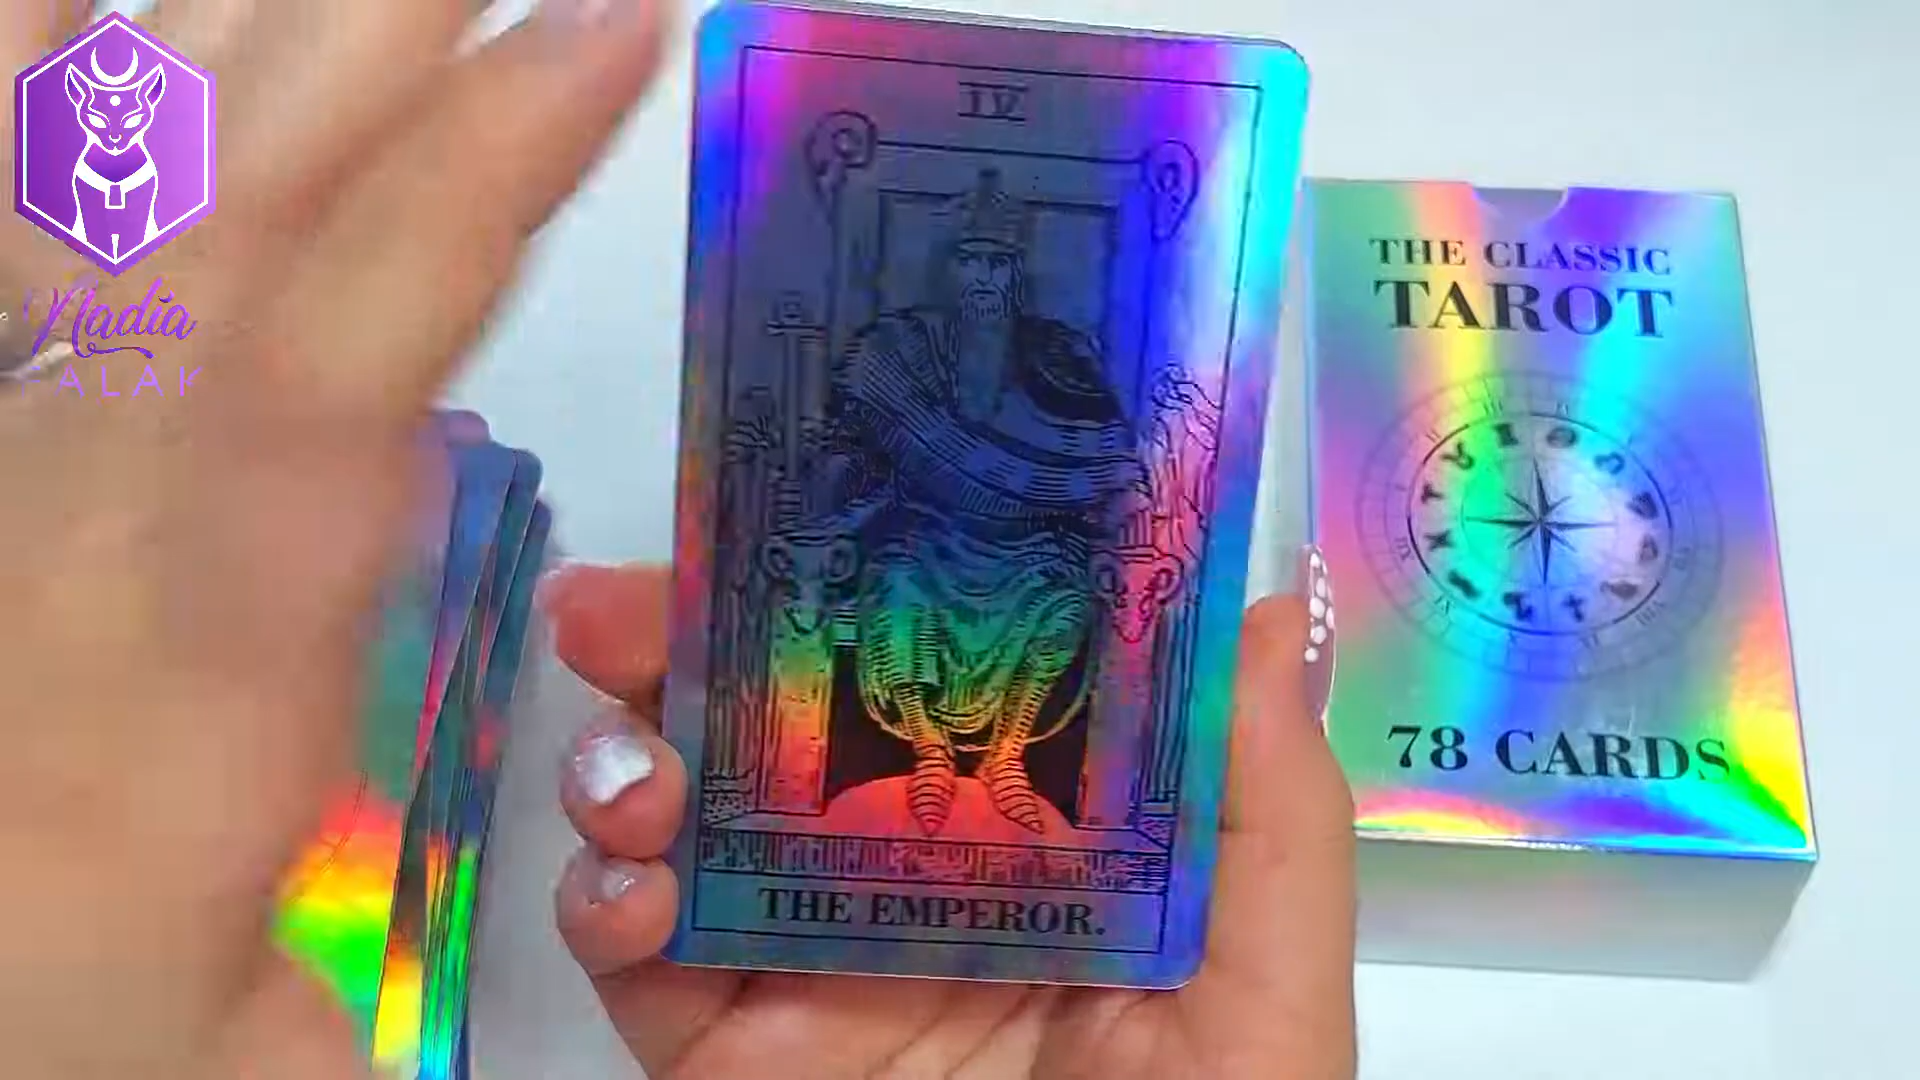 Nadia
FALAK
IV
THE EMPEROR.
THE CLASSIC
TAROT
78 CARDS